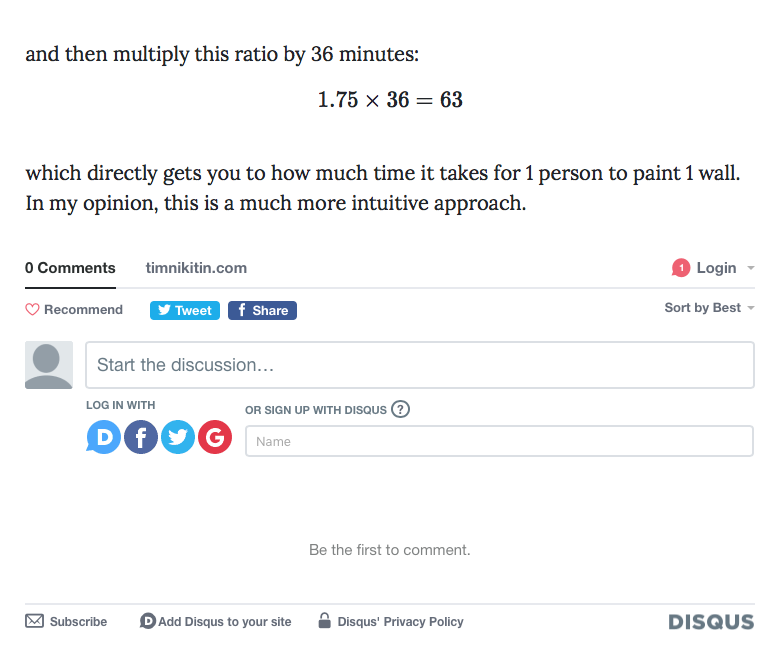 and then multiply this ratio by 36 minutes:
1.75 × 36 = 63
which directly gets you to how much time it takes for 1 person to paint 1 wall.
In my opinion, this is a much more intuitive approach.
0 Comments timnikitin.com 1 Login
Recommend Tweet f Share Sort by Best
Start the discussion...
LOG IN WITH OR SIGN UP WITH DISQUS ?
D f G
Name
Be the first to comment.
Subscribe D Add Disqus to your site Disqus' Privacy Policy DISQUS